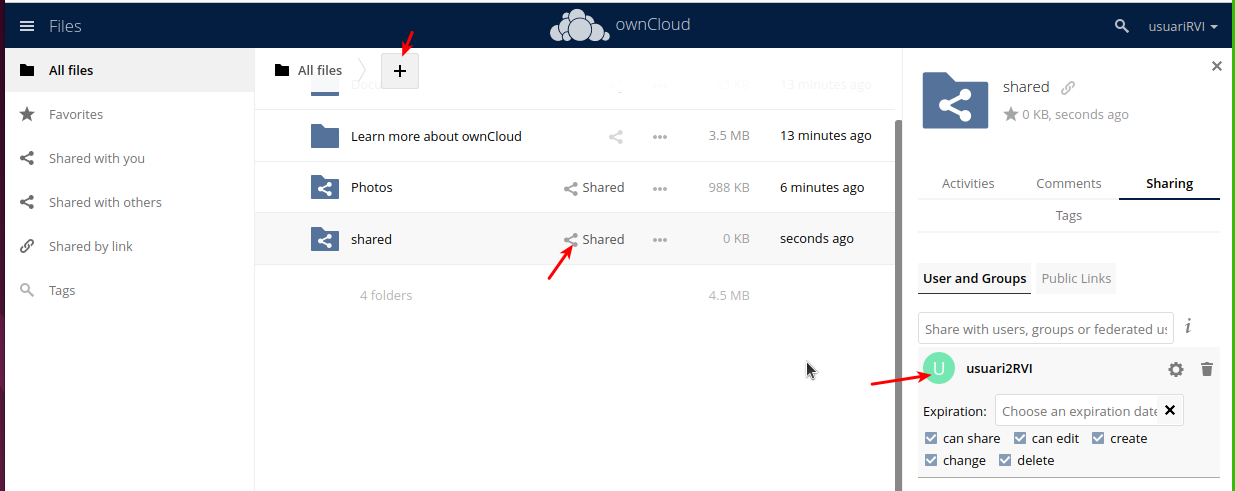 Files
ownCloud
usuariRVI
All files
Favorites
Shared with you
Shared with others
Shared by link
Tags
All files
+
13 minutes ago
Learn more about ownCloud 3.5 MB 13 minutes ago
Photos Shared 988 KB 6 minutes ago
shared Shared 0 KB seconds ago
4 folders 4.5 MB
shared
0 KB, seconds ago
Activities Comments Sharing
Tags
User and Groups Public Links
Share with users, groups or federated us
i
U usuari2RVI
Expiration: Choose an expiration date
can share can edit create
change delete